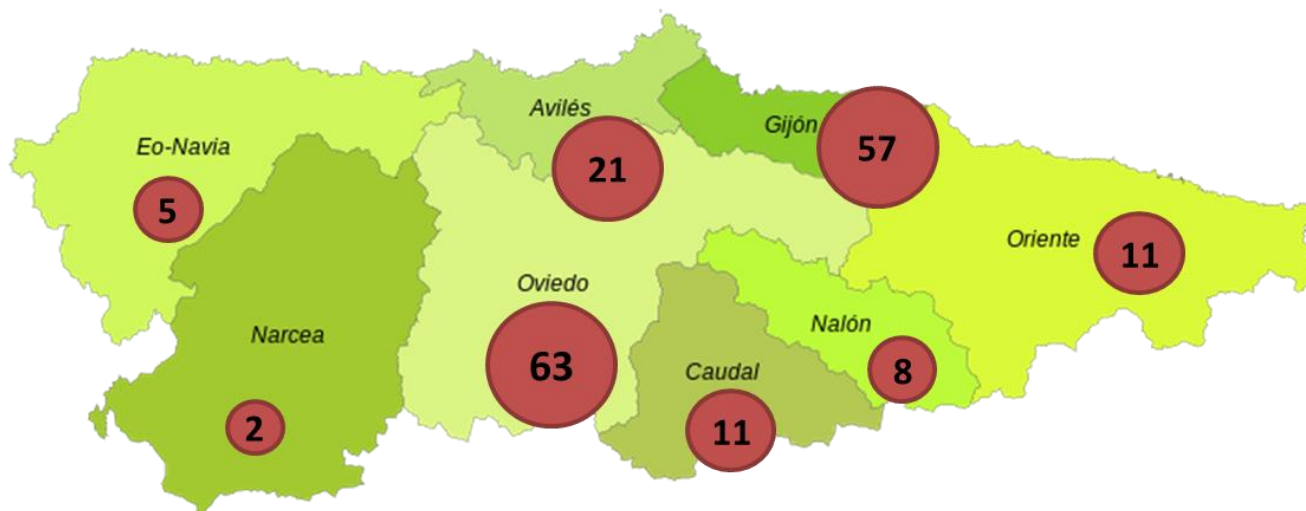 Avilés
Gijón
57
Eo-Navia
21
5
Oriente
11
Oviedo
Narcea
Nalón
63
Caudal
8
2
11